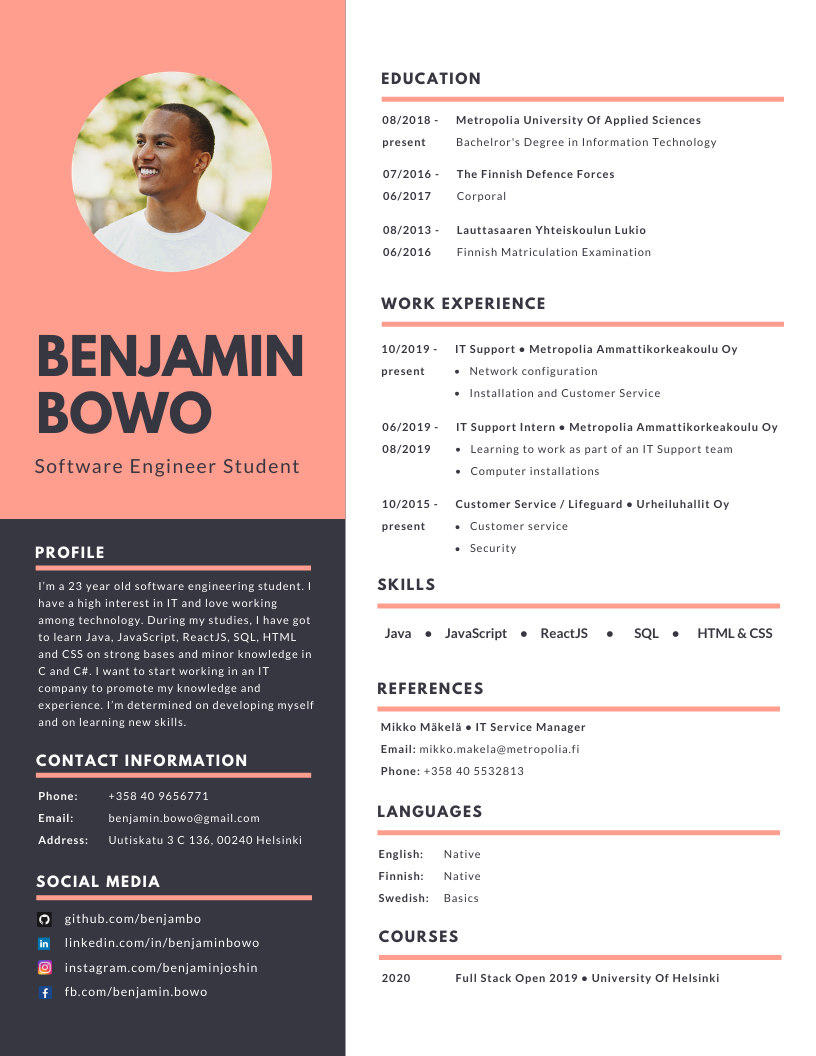 BENJAMIN
BOWO
Software Engineer Student
PROFILE
I'm a 23 year old software engineering student. I
have a high interest in IT and love working
among technology. During my studies, I have got
to learn Java, JavaScript, ReactJS, SQL, HTML
and CSS on strong bases and minor knowledge in
C and C#. I want to start working in an IT
company to promote my knowledge and
experience. I'm determined on developing myself
and on learning new skills.
CONTACT INFORMATION
Phone: +358 40 9656771
Email: benjamin.bowo@gmail.com
Address: Uutiskatu 3 C 136, 00240 Helsinki
SOCIAL MEDIA
github.com/benjambo
in linkedin.com/in/benjaminbowo
instagram.com/benjaminjoshin
f fb.com/benjamin.bowo
EDUCATION
08/2018 - Metropolia University Of Applied Sciences
present Bachelror's Degree in Information Technology
07/2016 - The Finnish Defence Forces
06/2017 Corporal
08/2013 - Lauttasaaren Yhteiskoulun Lukio
06/2016 Finnish Matriculation Examination
WORK EXPERIENCE
10/2019 - IT Support ● Metropolia Ammattikorkeakoulu Oy
present • Network configuration
• Installation and Customer Service
06/2019 - IT Support Intern ● Metropolia Ammattikorkeakoulu Oy
08/2019 • Learning to work as part of an IT Support team
• Computer installations
10/2015 - Customer Service / Lifeguard ● Urheiluhallit Oy
present • Customer service
• Security
SKILLS
Java ● JavaScript ● ReactJS ● SQL ● HTML & CSS
REFERENCES
Mikko Mäkelä ● IT Service Manager
Email: mikko.makela@metropolia.fi
Phone: +358 40 5532813
LANGUAGES
English: Native
Finnish: Native
Swedish: Basics
COURSES
2020 Full Stack Open 2019 ● University Of Helsinki